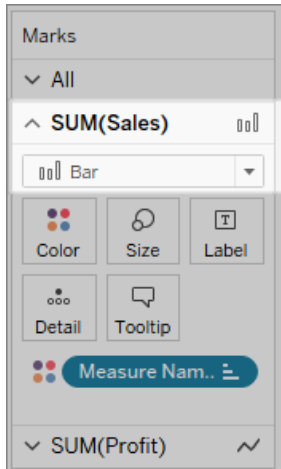 Marks
All
SUM(Sales)
Bar
Color Size Label
Detail Tooltip
Measure Nam..
SUM(Profit)